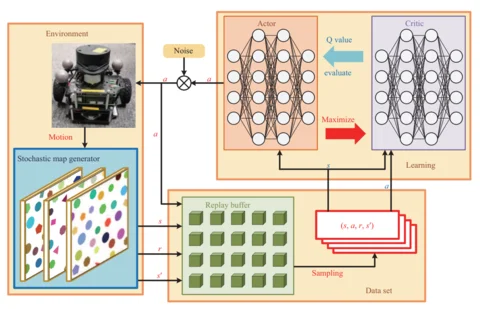 Environment
Actor
Critic
Noise
Q value
evaluate
a
a
Maximize
Motion
a
Stochastic map generator
s
Learning
a
Replay buffer
s
(s, a, r, s')
r
Sampling
s'
Data set